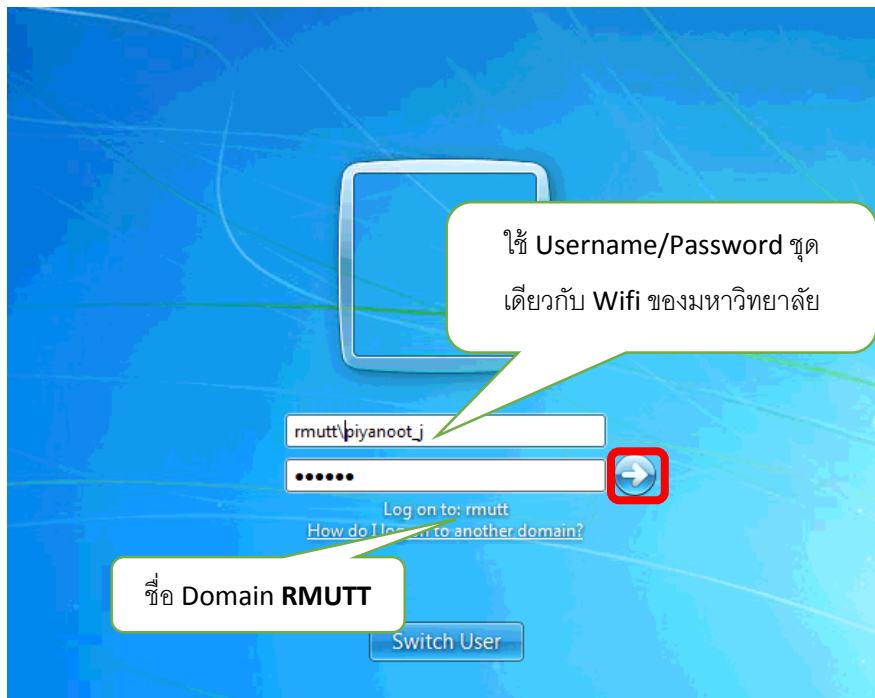 ใช้ Username/Password ชุด
เดียวกับ Wifi ของมหาวิทยาลัย
rmutt\piyanoot_j
••••••
Log on to: rmutt
How do I log on to another domain?
ชื่อ Domain RMUTT
Switch User